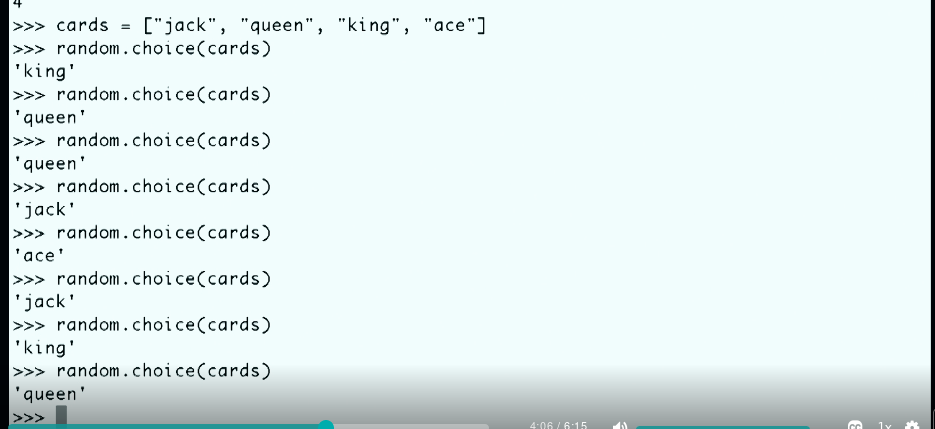 4
>>> cards = ["jack", "queen", "king", "ace"]
>>> random.choice(cards)
'king'
>>> random.choice(cards)
'queen'
>>> random.choice(cards)
'queen'
>>> random.choice(cards)
'jack'
>>> random.choice(cards)
'ace'
>>> random.choice(cards)
'jack'
>>> random.choice(cards)
'king'
>>> random.choice(cards)
'queen'
>>>
4:06 / 6:15
1x